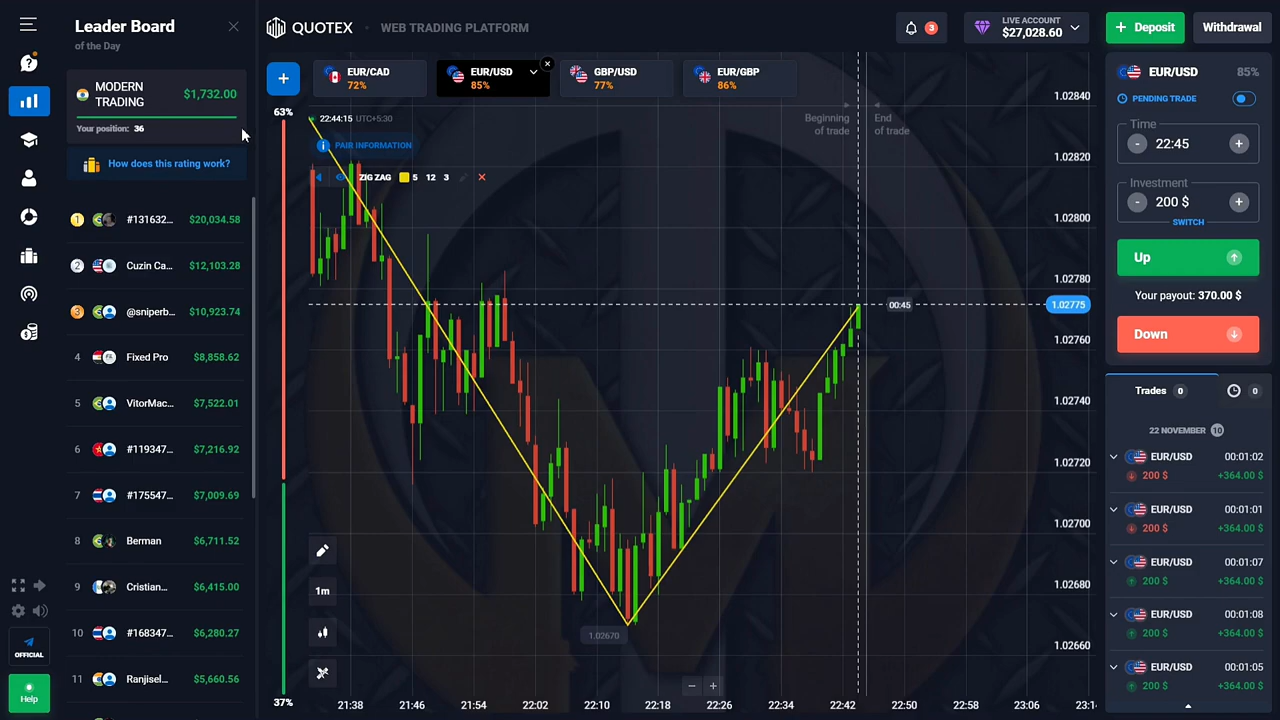 Leader Board
of the Day
MODERN
TRADING
$1,732.00
Your position: 36
How does this rating work?
1 #131632... $20,034.58
2 Cuzin Ca... $12,103.28
3 @sniperb... $10,923.74
4 Fixed Pro $8,858.62
5 VitorMac... $7,522.01
6 #119347... $7,216.92
7 #175547... $7,009.69
8 Berman $6,711.52
9 Cristian... $6,415.00
10 #168347... $6,280.27
11 Ranjisel... $5,660.56
OFFICIAL
Help
QUOTEX
WEB TRADING PLATFORM
3
LIVE ACCOUNT
$27,028.60
+ Deposit
Withdrawal
EUR/CAD
72%
EUR/USD
85%
GBP/USD
77%
EUR/GBP
86%
63%
37%
22:44:15 UTC+5:30
PAIR INFORMATION
ZIG ZAG 5 12 3
Beginning
of trade
End
of trade
00:45
1.02670
1m
1.02840
1.02820
1.02800
1.02780
1.02775
1.02760
1.02740
1.02720
1.02700
1.02680
1.02660
21:38 21:46 21:54 22:02 22:10 22:18 22:26 22:34 22:42 22:50 22:58 23:06 23:1
EUR/USD 85%
PENDING TRADE
Time
- 22:45 +
Investment
- 200 $ +
SWITCH
Up
Your payout: 370.00 $
Down
Trades 0
0
22 NOVEMBER 10
EUR/USD 00:01:02
200 $ +364.00 $
EUR/USD 00:01:01
200 $ +364.00 $
EUR/USD 00:01:07
200 $ +364.00 $
EUR/USD 00:01:08
200 $ +364.00 $
EUR/USD 00:01:05
200 $ +364.00 $